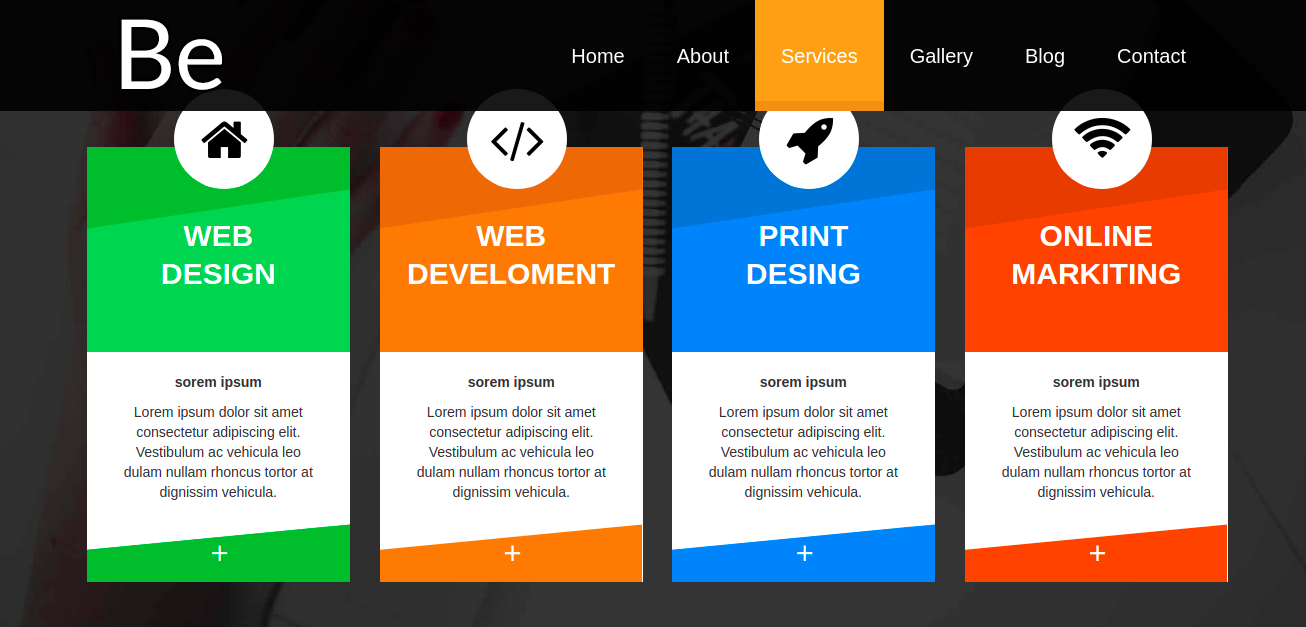 Be
Home About Services Gallery Blog Contact
WEB
DESIGN
sorem ipsum
Lorem ipsum dolor sit amet
consectetur adipiscing elit.
Vestibulum ac vehicula leo
dulam nullam rhoncus tortor at
dignissim vehicula.
+
WEB
DEVELOMENT
sorem ipsum
Lorem ipsum dolor sit amet
consectetur adipiscing elit.
Vestibulum ac vehicula leo
dulam nullam rhoncus tortor at
dignissim vehicula.
+
PRINT
DESING
sorem ipsum
Lorem ipsum dolor sit amet
consectetur adipiscing elit.
Vestibulum ac vehicula leo
dulam nullam rhoncus tortor at
dignissim vehicula.
+
ONLINE
MARKITING
sorem ipsum
Lorem ipsum dolor sit amet
consectetur adipiscing elit.
Vestibulum ac vehicula leo
dulam nullam rhoncus tortor at
dignissim vehicula.
+